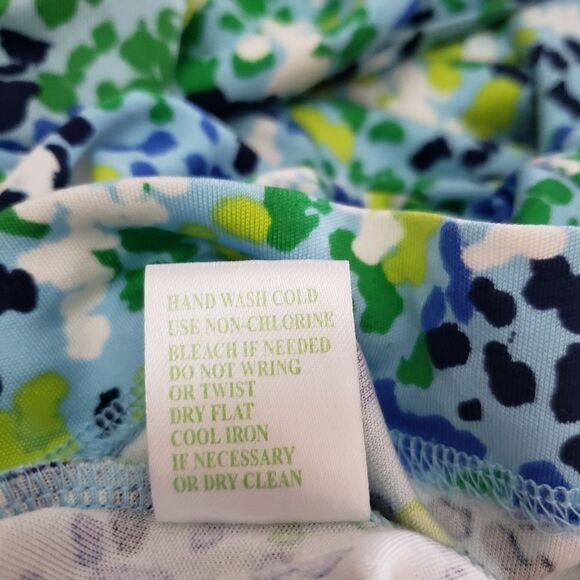 HAND WASH COLD
USE NON-CHLORINE
BLEACH IF NEEDED
DO NOT WRING
OR TWIST
DRY FLAT
COOL IRON
IF NECESSARY
OR DRY CLEAN